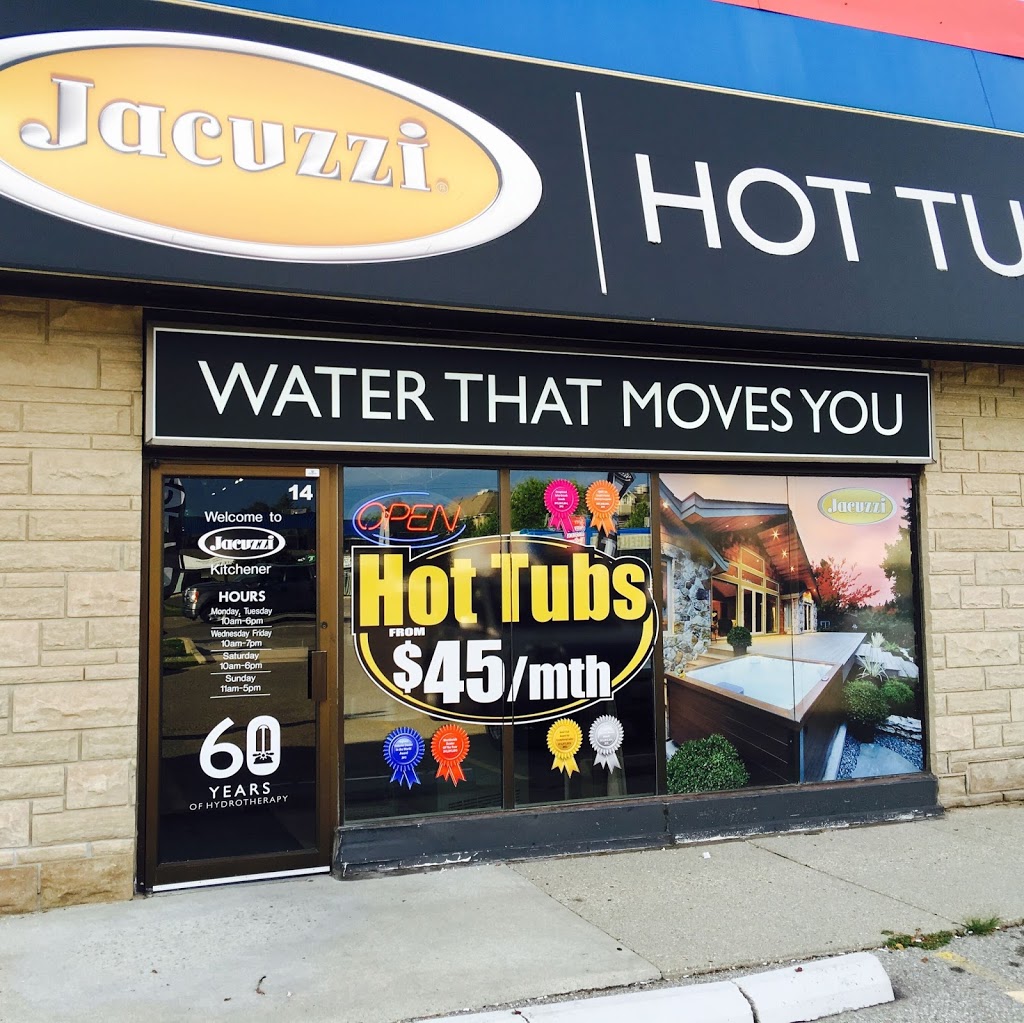 Jacuzzi®
HOT TU
WATER THAT MOVES YOU
14
Welcome to
Jacuzzi
Kitchener
HOURS
Monday, Tuesday
10am-6pm
Wednesday Friday
10am-7pm
Saturday
10am-6pm
Sunday
11am-5pm
60
YEARS
OF HYDROTHERAPY
OPEN
Hot Tubs
FROM
$45/mth
Jacuzzi